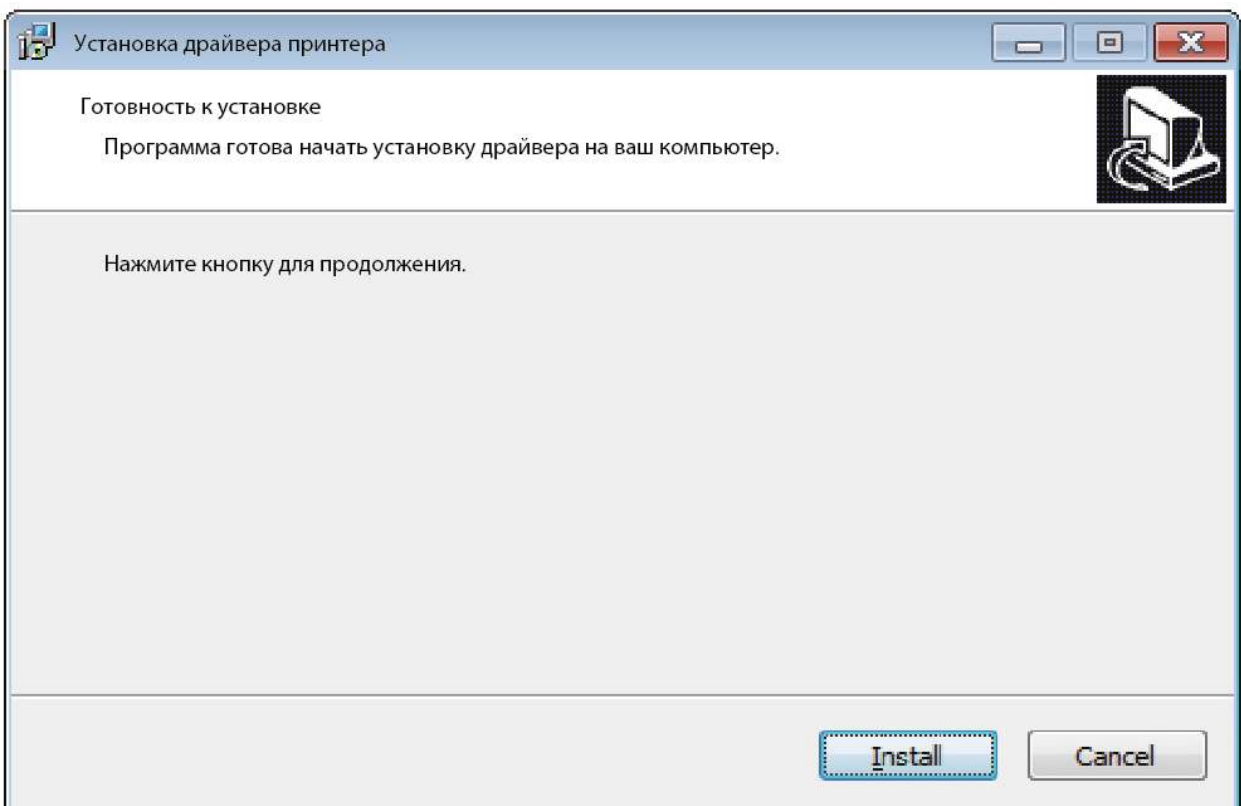 Установка драйвера принтера
Готовность к установке
Программа готова начать установку драйвера на ваш компьютер.
Нажмите кнопку для продолжения.
Install
Cancel